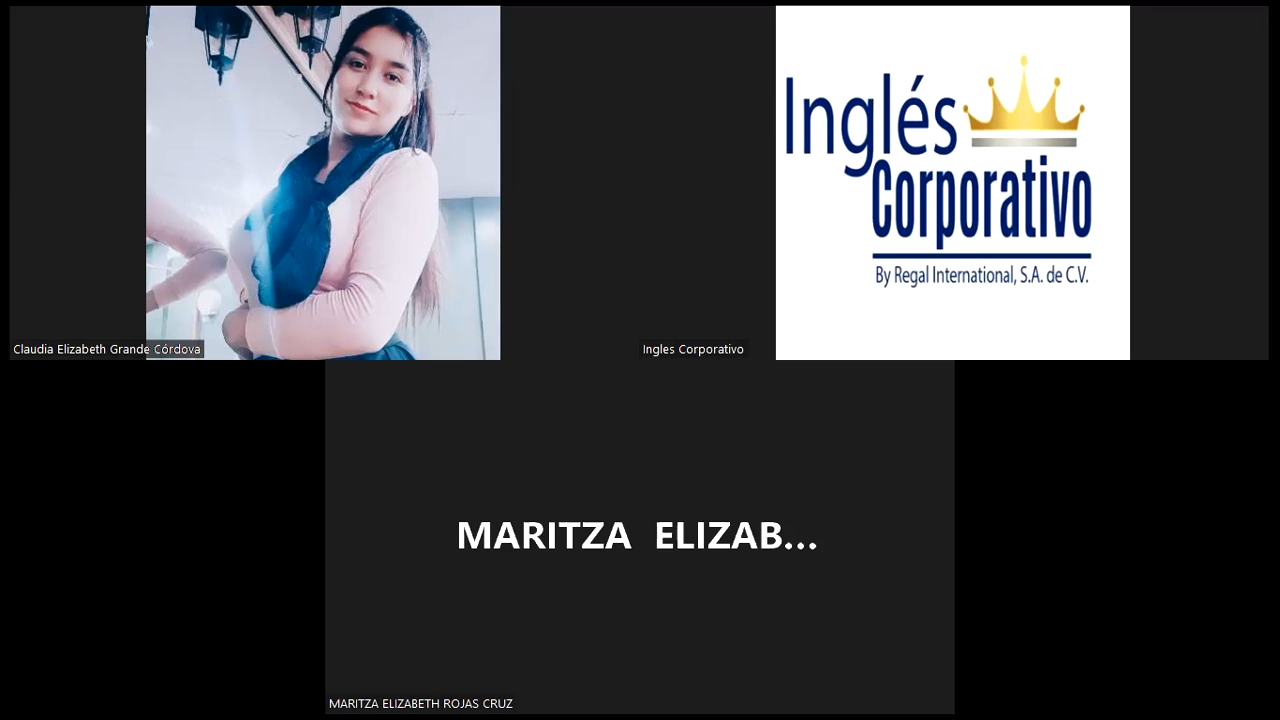 Inglés
Corporativo
By Regal International, S.A. de C.V.
Claudia Elizabeth Grande Córdova
Ingles Corporativo
MARITZA ELIZAB...
MARITZA ELIZABETH ROJAS CRUZ